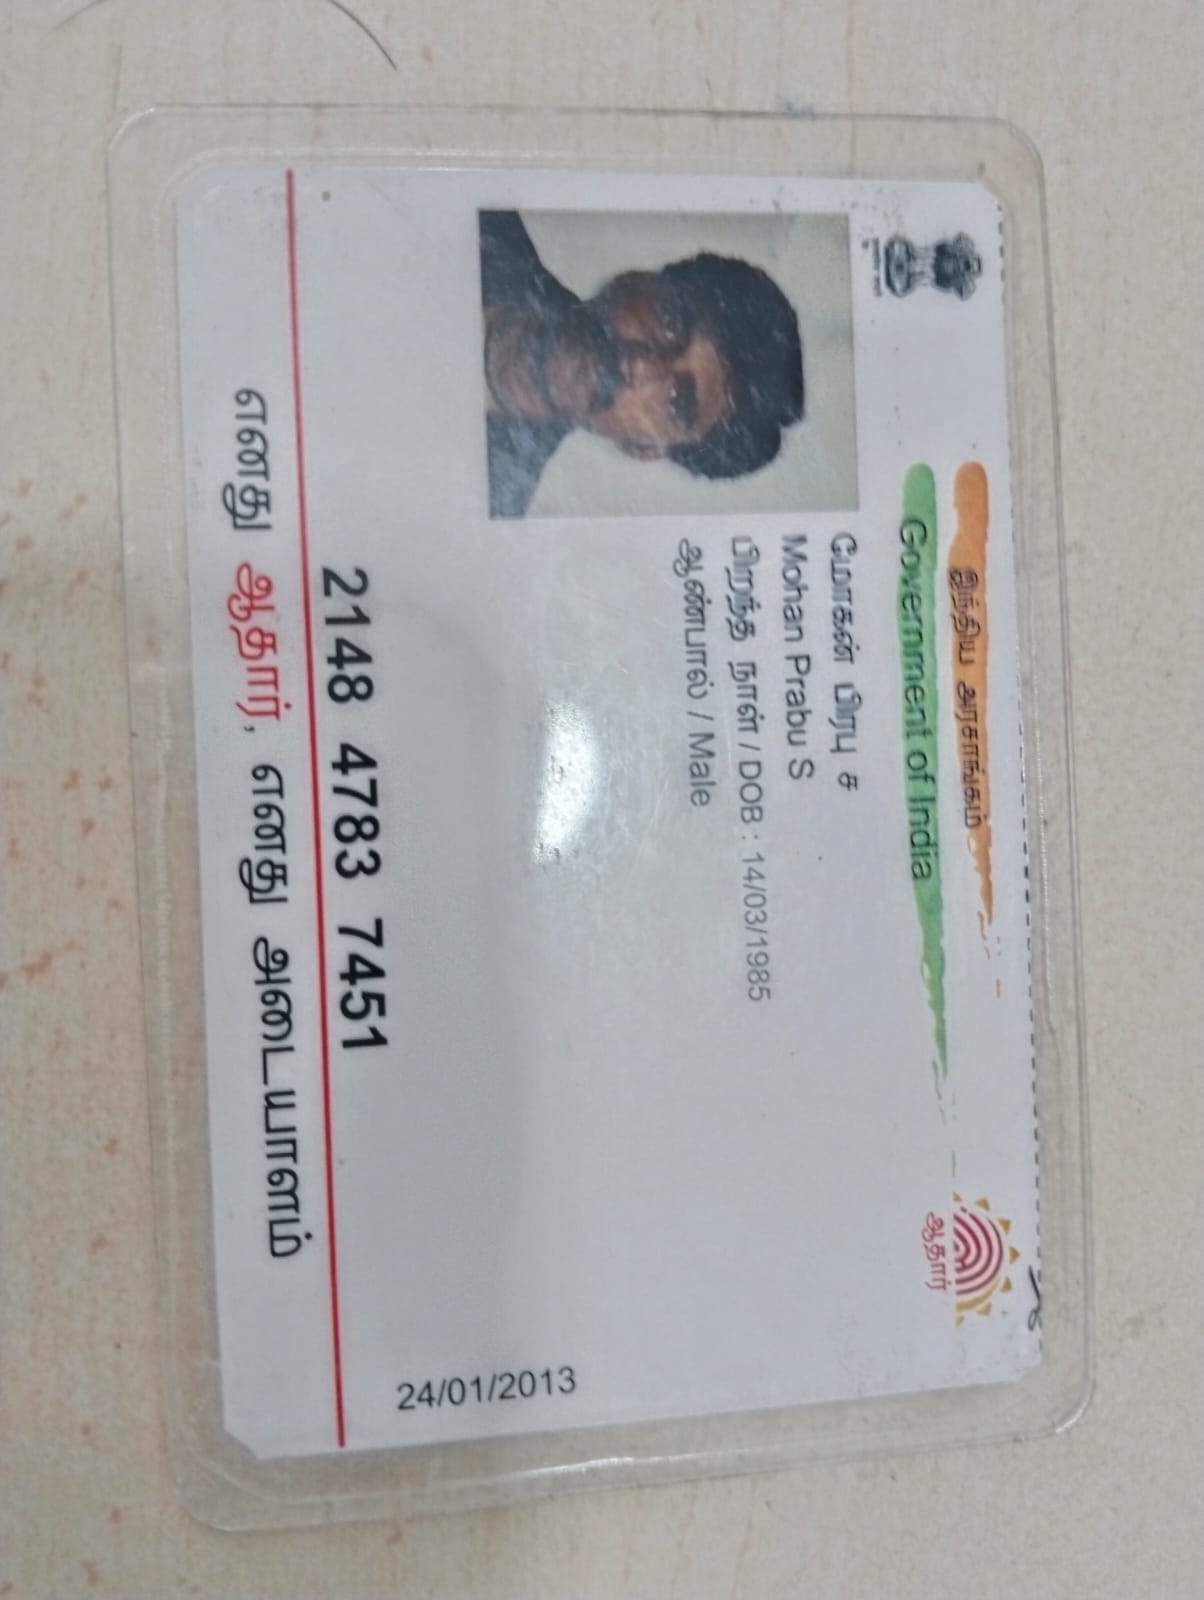 இந்திய அரசாங்கம்
Government of India
ஆதார்
மோகன் பிரபு ச
Mohan Prabu S
பிறந்த நாள் / DOB : 14/03/1985
ஆண்பால் / Male
24/01/2013
2148 4783 7451
எனது ஆதார், எனது அடையாளம்